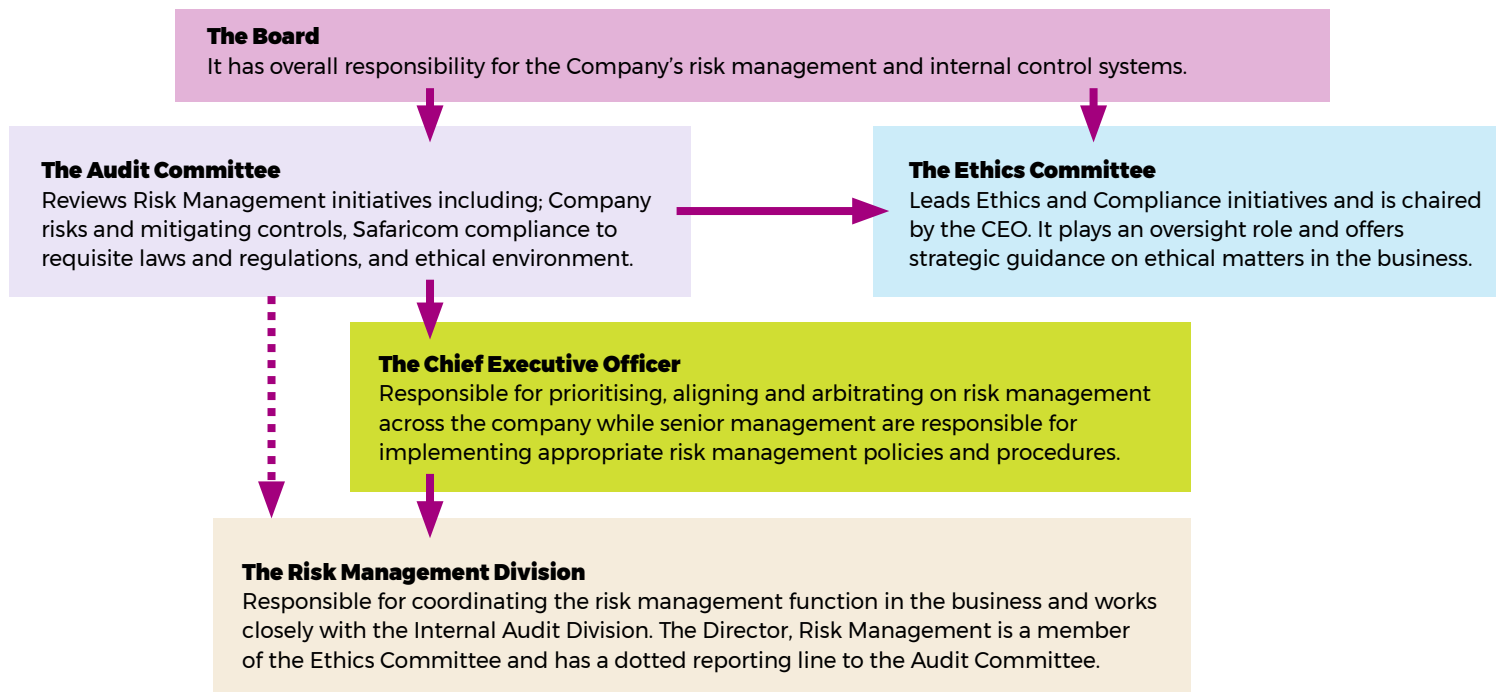 The Board
It has overall responsibility for the Company’s risk management and internal control systems.
The Audit Committee
Reviews Risk Management initiatives including; Company
risks and mitigating controls, Safaricom compliance to
requisite laws and regulations, and ethical environment.
The Ethics Committee
Leads Ethics and Compliance initiatives and is chaired
by the CEO. It plays an oversight role and offers
strategic guidance on ethical matters in the business.
The Chief Executive Officer
Responsible for prioritising, aligning and arbitrating on risk management
across the company while senior management are responsible for
implementing appropriate risk management policies and procedures.
The Risk Management Division
Responsible for coordinating the risk management function in the business and works
closely with the Internal Audit Division. The Director, Risk Management is a member
of the Ethics Committee and has a dotted reporting line to the Audit Committee.